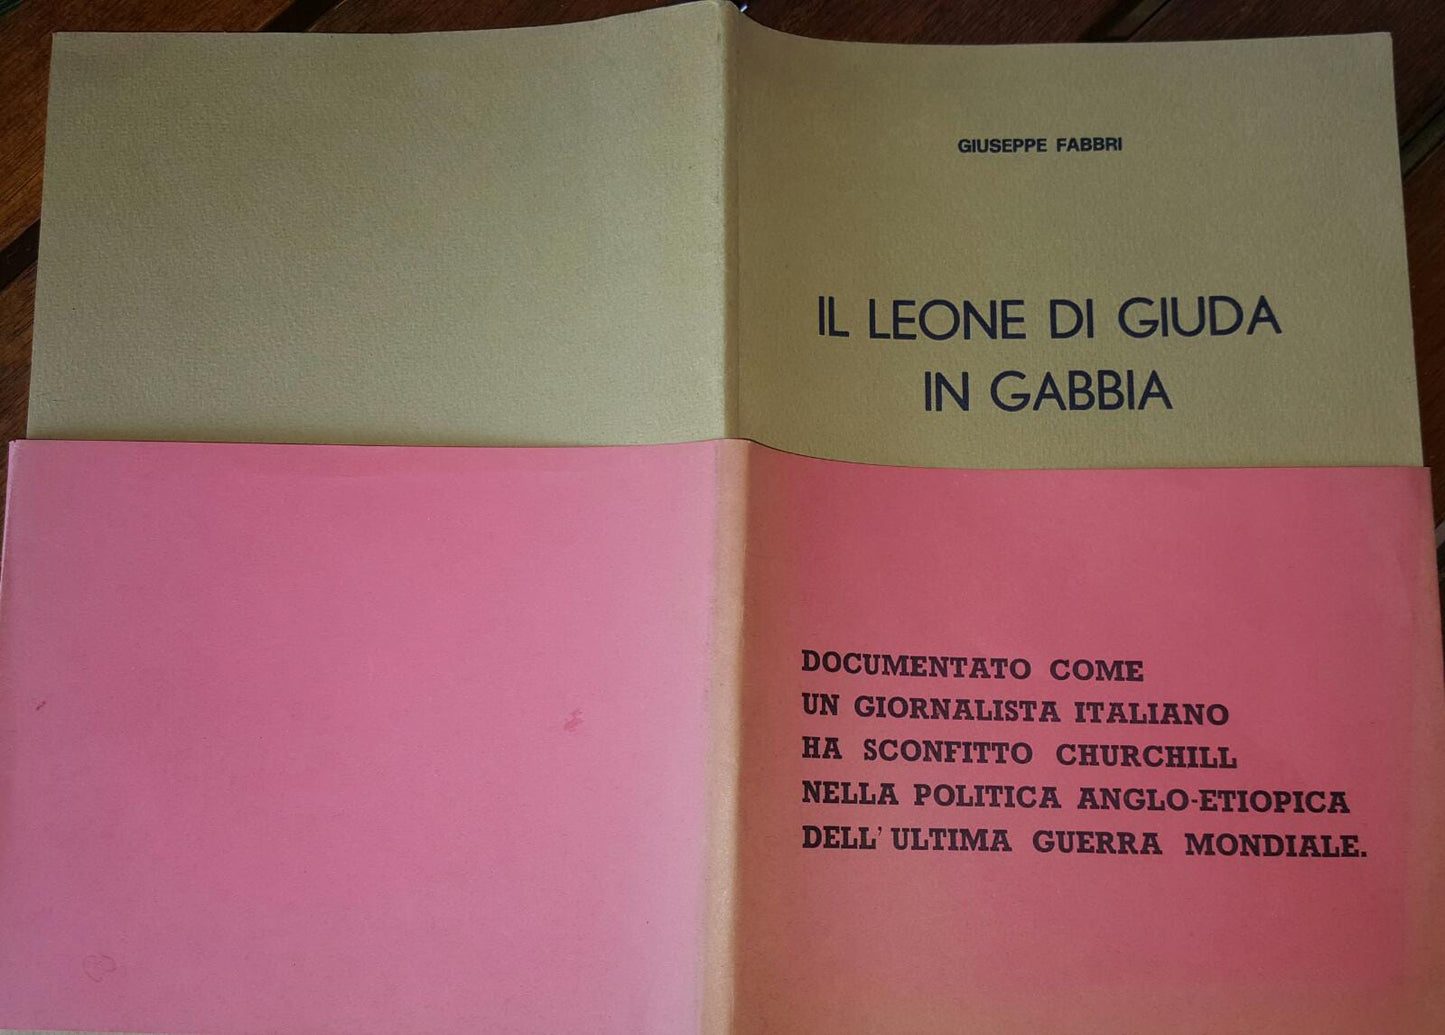 GIUSEPPE FABBRI
IL LEONE DI GIUDA
IN GABBIA
DOCUMENTATO COME
UN GIORNALISTA ITALIANO
HA SCONFITTO CHURCHILL
NELLA POLITICA ANGLO-ETIOPICA
DELL' ULTIMA GUERRA MONDIALE.